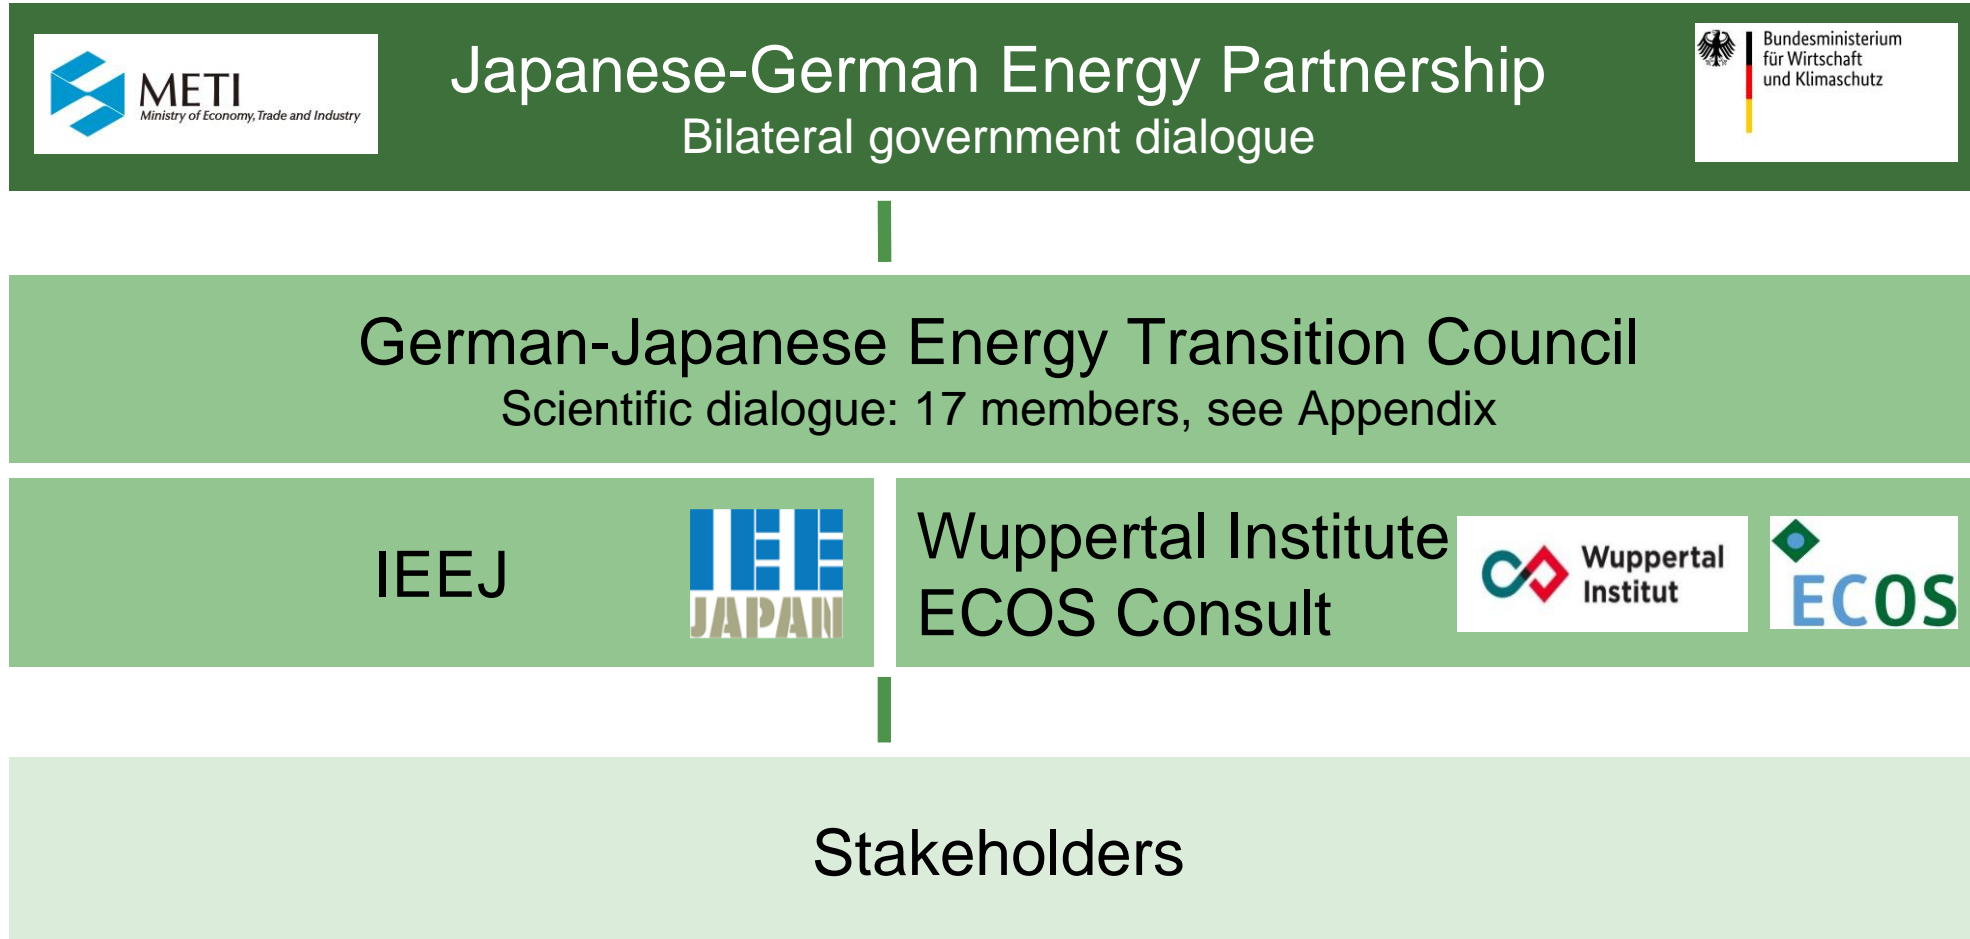 METI
Ministry of Economy, Trade and Industry
Japanese-German Energy Partnership
Bilateral government dialogue
Bundesministerium
für Wirtschaft
und Klimaschutz
German-Japanese Energy Transition Council
Scientific dialogue: 17 members, see Appendix
IEEJ
IEE
JAPAN
Wuppertal Institute
ECOS Consult
Wuppertal
Institut
ECOS
Stakeholders